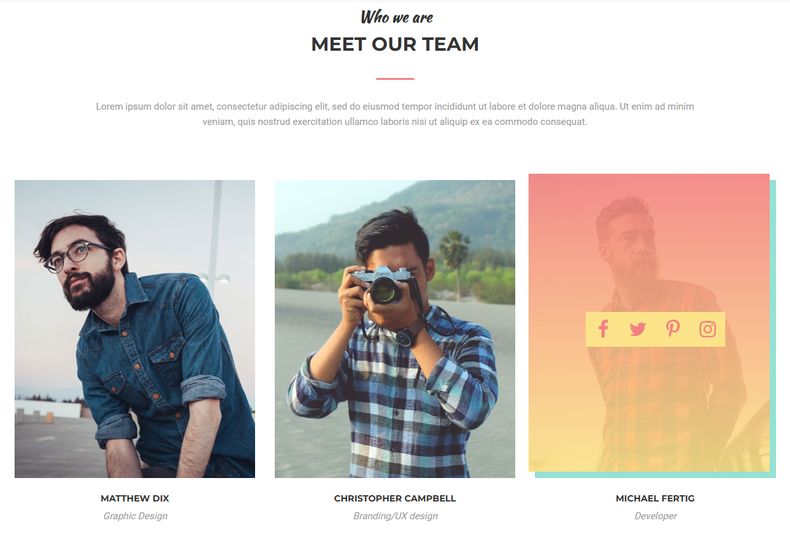 Who we are
MEET OUR TEAM
Lorem ipsum dolor sit amet, consectetur adipiscing elit, sed do eiusmod tempor incididunt ut labore et dolore magna aliqua. Ut enim ad minim
veniam, quis nostrud exercitation ullamco laboris nisi ut aliquip ex ea commodo consequat.
MATTHEW DIX
Graphic Design
CHRISTOPHER CAMPBELL
Branding/UX design
MICHAEL FERTIG
Developer